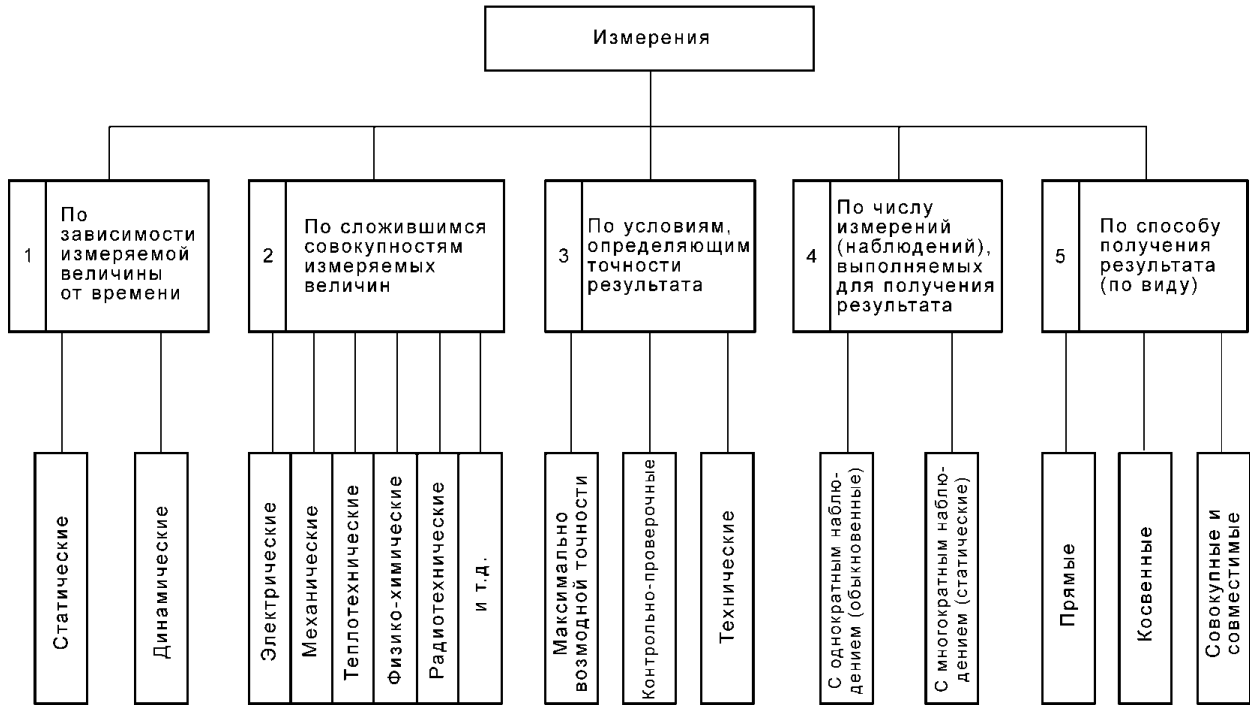 Измерения
1
По
зависимости
измеряемой
величины
от времени
2
По сложившимся
совокупностям
измеряемых
величин
3
По условиям,
определяющим
точности
результата
4
По числу
измерений
(наблюдений),
выполняемых
для получения
результата
5
По способу
получения
результата
(по виду)
Статические
Динамические
Электрические
Механические
Теплотехнические
Физико-химические
Радиотехнические
и т.д.
Максимально
возмодной точности
Контрольно-проверочные
Технические
С однократным наблю-
дением (обыкновенные)
С многократным наблю-
дением (статические)
Прямые
Косвенные
Совокупные и
совместимые